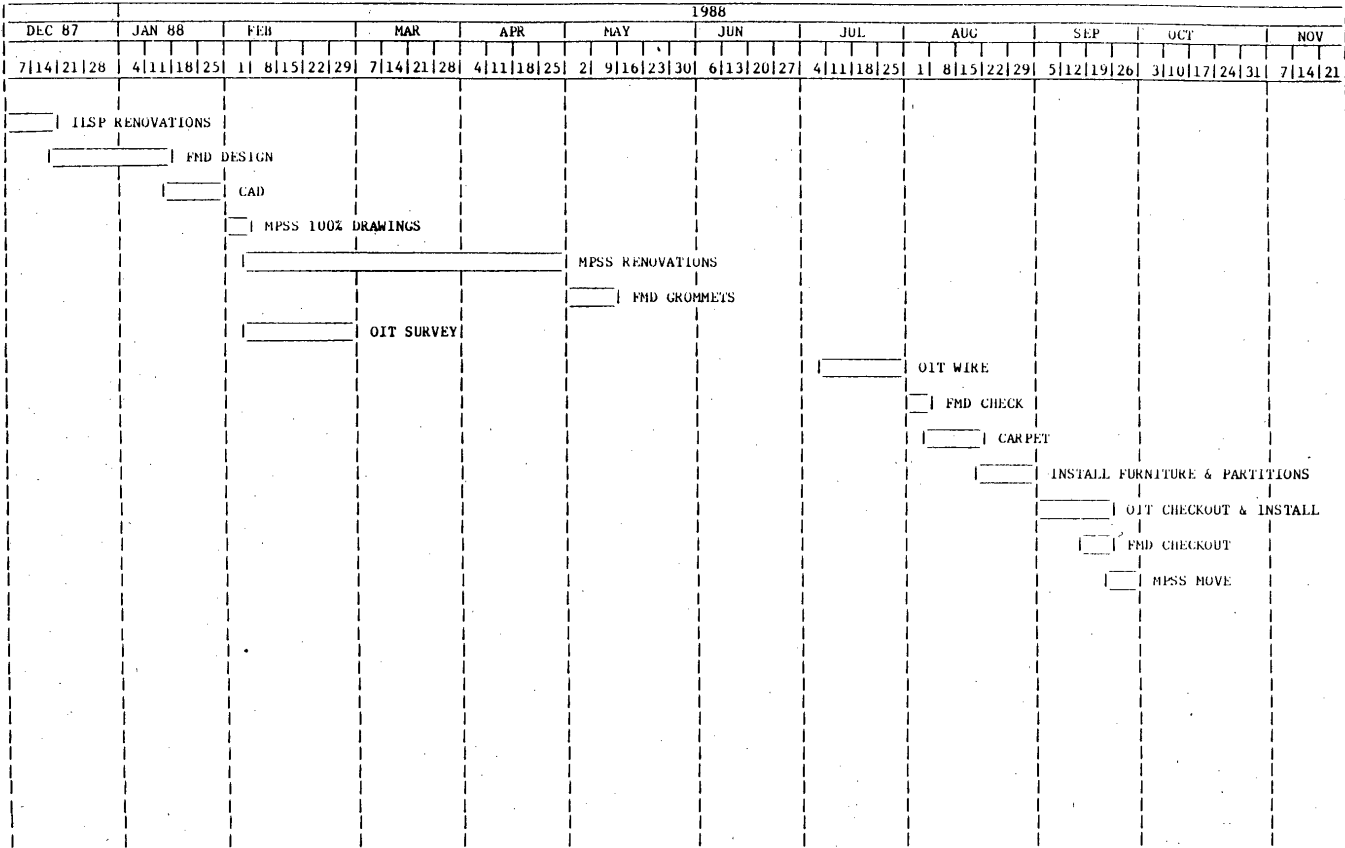 1988
DEC 87 JAN 88 FEB MAR APR MAY JUN JUL AUG SEP OCT NOV
7|14|21|28 4|11|18|25 1| 8|15|22|29 7|14|21|28 4|11|18|25 2| 9|16|23|30 6|13|20|27 4|11|18|25 1| 8|15|22|29 5|12|19|26 3|10|17|24|31 7|14|21
ILSP RENOVATIONS
FMD DESIGN
CAD
MPSS 100% DRAWINGS
MPSS RENOVATIONS
FMD GROMMETS
OIT SURVEY
OIT WIRE
FMD CHECK
CARPET
INSTALL FURNITURE & PARTITIONS
OIT CHECKOUT & INSTALL
FMD CHECKOUT
MPSS MOVE